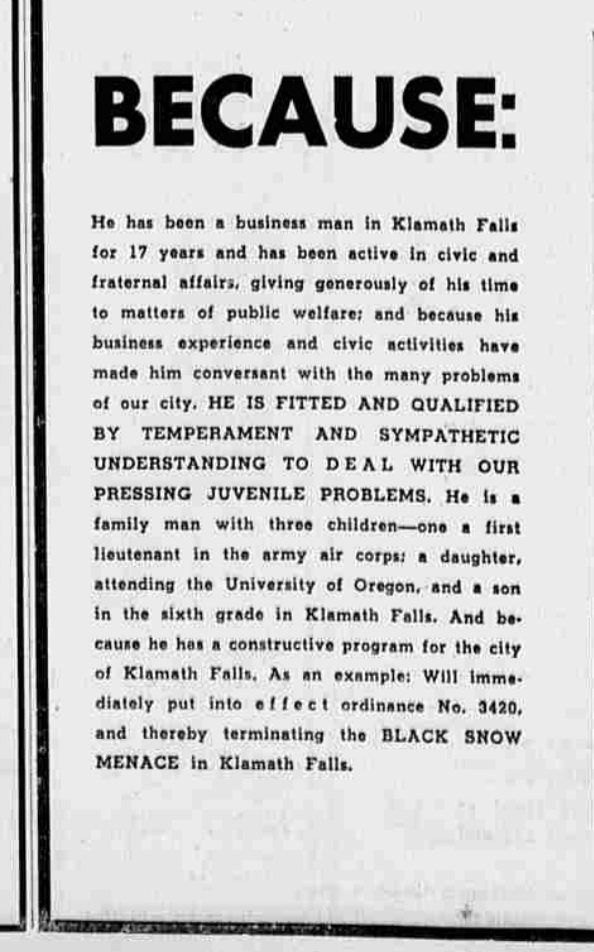 BECAUSE:
He has been a business man in Klamath Falls
for 17 years and has been active in civic and
fraternal affairs, giving generously of his time
to matters of public welfare; and because his
business experience and civic activities have
made him conversant with the many problems
of our city. HE IS FITTED AND QUALIFIED
BY TEMPERAMENT AND SYMPATHETIC
UNDERSTANDING TO DEAL WITH OUR
PRESSING JUVENILE PROBLEMS. He is a
family man with three children—one a first
lieutenant in the army air corps; a daughter,
attending the University of Oregon, and a son
in the sixth grade in Klamath Falls. And be-
cause he has a constructive program for the city
of Klamath Falls. As an example: Will imme-
diately put into effect ordinance No. 3420,
and thereby terminating the BLACK SNOW
MENACE in Klamath Falls.